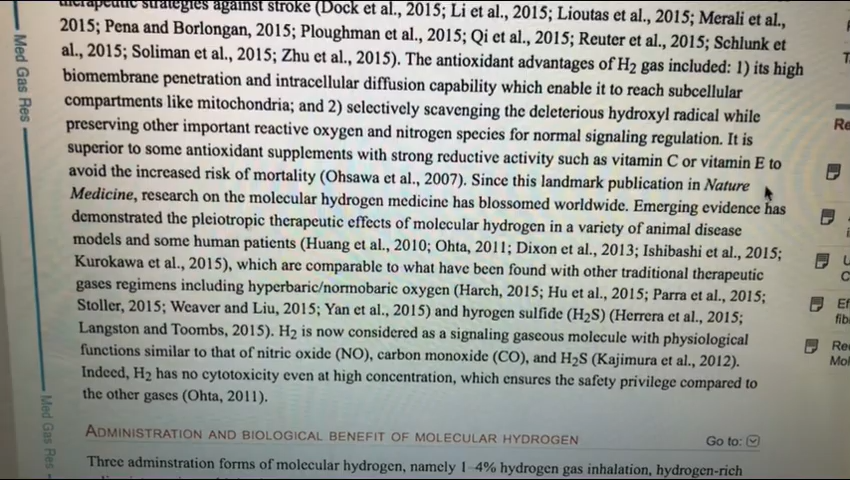 therapeutic strategies against stroke (Dock et al., 2015; Li et al., 2015; Lioutas et al., 2015; Merali et al.,
2015; Pena and Borlongan, 2015; Ploughman et al., 2015; Qi et al., 2015; Reuter et al., 2015; Schlunk et
al., 2015; Soliman et al., 2015; Zhu et al., 2015). The antioxidant advantages of H2 gas included: 1) its high
biomembrane penetration and intracellular diffusion capability which enable it to reach subcellular
compartments like mitochondria; and 2) selectively scavenging the deleterious hydroxyl radical while
preserving other important reactive oxygen and nitrogen species for normal signaling regulation. It is
superior to some antioxidant supplements with strong reductive activity such as vitamin C or vitamin E to
avoid the increased risk of mortality (Ohsawa et al., 2007). Since this landmark publication in Nature
Medicine, research on the molecular hydrogen medicine has blossomed worldwide. Emerging evidence has
demonstrated the pleiotropic therapeutic effects of molecular hydrogen in a variety of animal disease
models and some human patients (Huang et al., 2010; Ohta, 2011; Dixon et al., 2013; Ishibashi et al., 2015;
Kurokawa et al., 2015), which are comparable to what have been found with other traditional therapeutic
gases regimens including hyperbaric/normobaric oxygen (Harch, 2015; Hu et al., 2015; Parra et al., 2015;
Stoller, 2015; Weaver and Liu, 2015; Yan et al., 2015) and hyrogen sulfide (H2S) (Herrera et al., 2015;
Langston and Toombs, 2015). H2 is now considered as a signaling gaseous molecule with physiological
functions similar to that of nitric oxide (NO), carbon monoxide (CO), and H2S (Kajimura et al., 2012).
Indeed, H2 has no cytotoxicity even at high concentration, which ensures the safety privilege compared to
the other gases (Ohta, 2011).
ADMINISTRATION AND BIOLOGICAL BENEFIT OF MOLECULAR HYDROGEN Go to:
Three adminstration forms of molecular hydrogen, namely 1–4% hydrogen gas inhalation, hydrogen-rich
Med Gas Res
Med Gas Res
Re
U
C
Ef
fib
Re
Mol